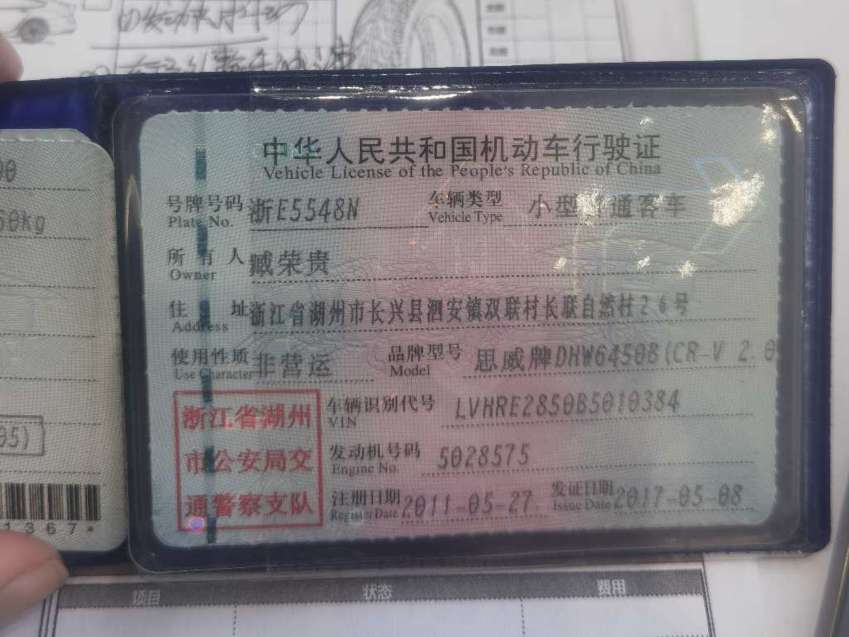 中华人民共和国机动车行驶证
Vehicle License of the People's Republic of China
号牌号码 浙E5548N 车辆类型 小型普通客车
Plate No. Vehicle Type
所有人 臧荣贵
Owner
住址 浙江省湖州市长兴县泗安镇双联村长联自然村26号
Address
使用性质 非营运 品牌型号 思威牌DHW6450B(CR-V 2.0
Use Character Model
浙江省湖州
市公安局交
通警察支队
车辆识别代号 LVHRE2850B5010384
VIN
发动机号码 5028575
Engine No.
注册日期 2011-05-27 发证日期 2017-05-08
Register Date Issue Date
kg
05)
1367*
项目 状态 费用